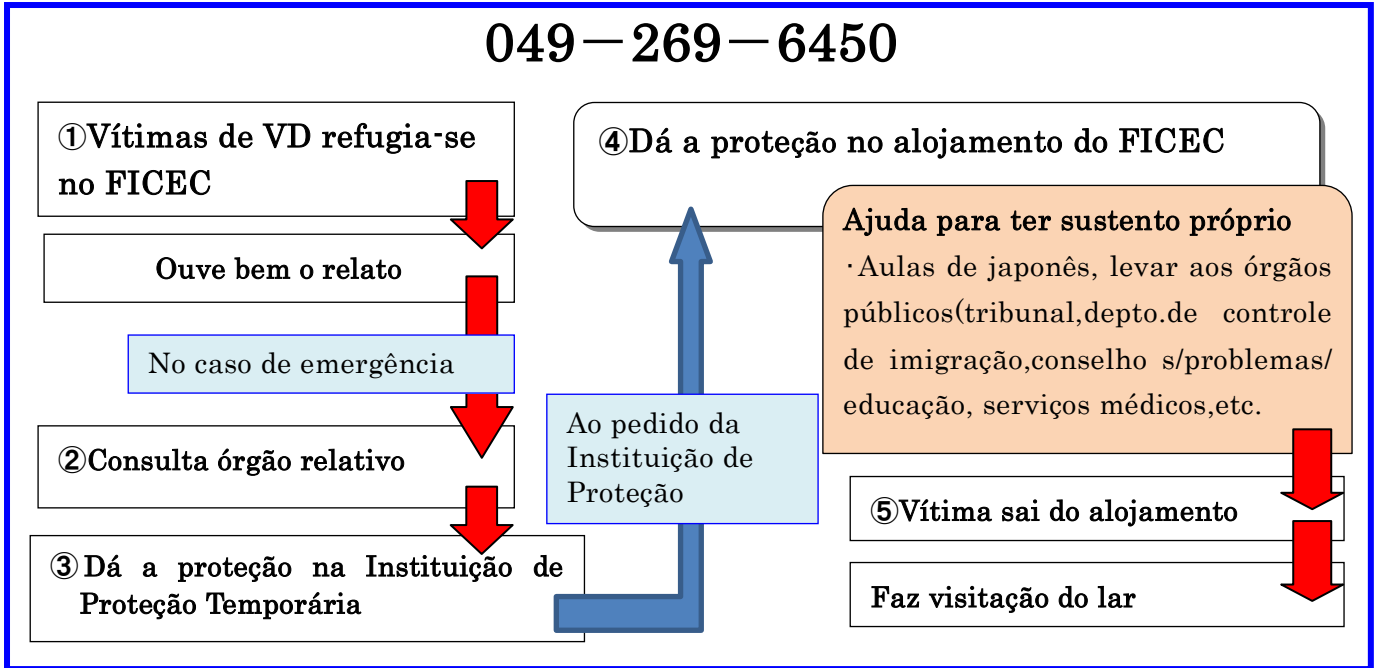 049－269－6450
①Vítimas de VD refugia-se
no FICEC
Ouve bem o relato
No caso de emergência
②Consulta órgão relativo
③Dá a proteção na Instituição de
Proteção Temporária
Ao pedido da
Instituição de
Proteção
④Dá a proteção no alojamento do FICEC
Ajuda para ter sustento próprio
･Aulas de japonês, levar aos órgãos
públicos(tribunal,depto.de controle
de imigração,conselho s/problemas/
educação, serviços médicos,etc.
⑤Vítima sai do alojamento
Faz visitação do lar